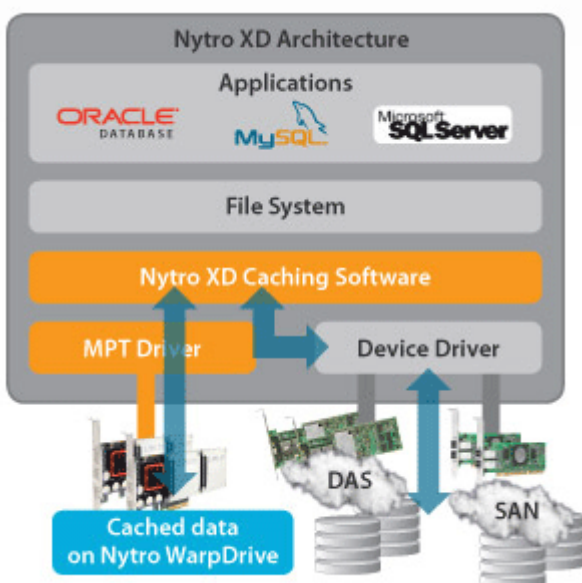 Nytro XD Architecture
Applications
ORACLE
DATABASE
MySQL
Microsoft
SQL Server
File System
Nytro XD Caching Software
MPT Driver
Device Driver
DAS
SAN
Cached data
on Nytro WarpDrive